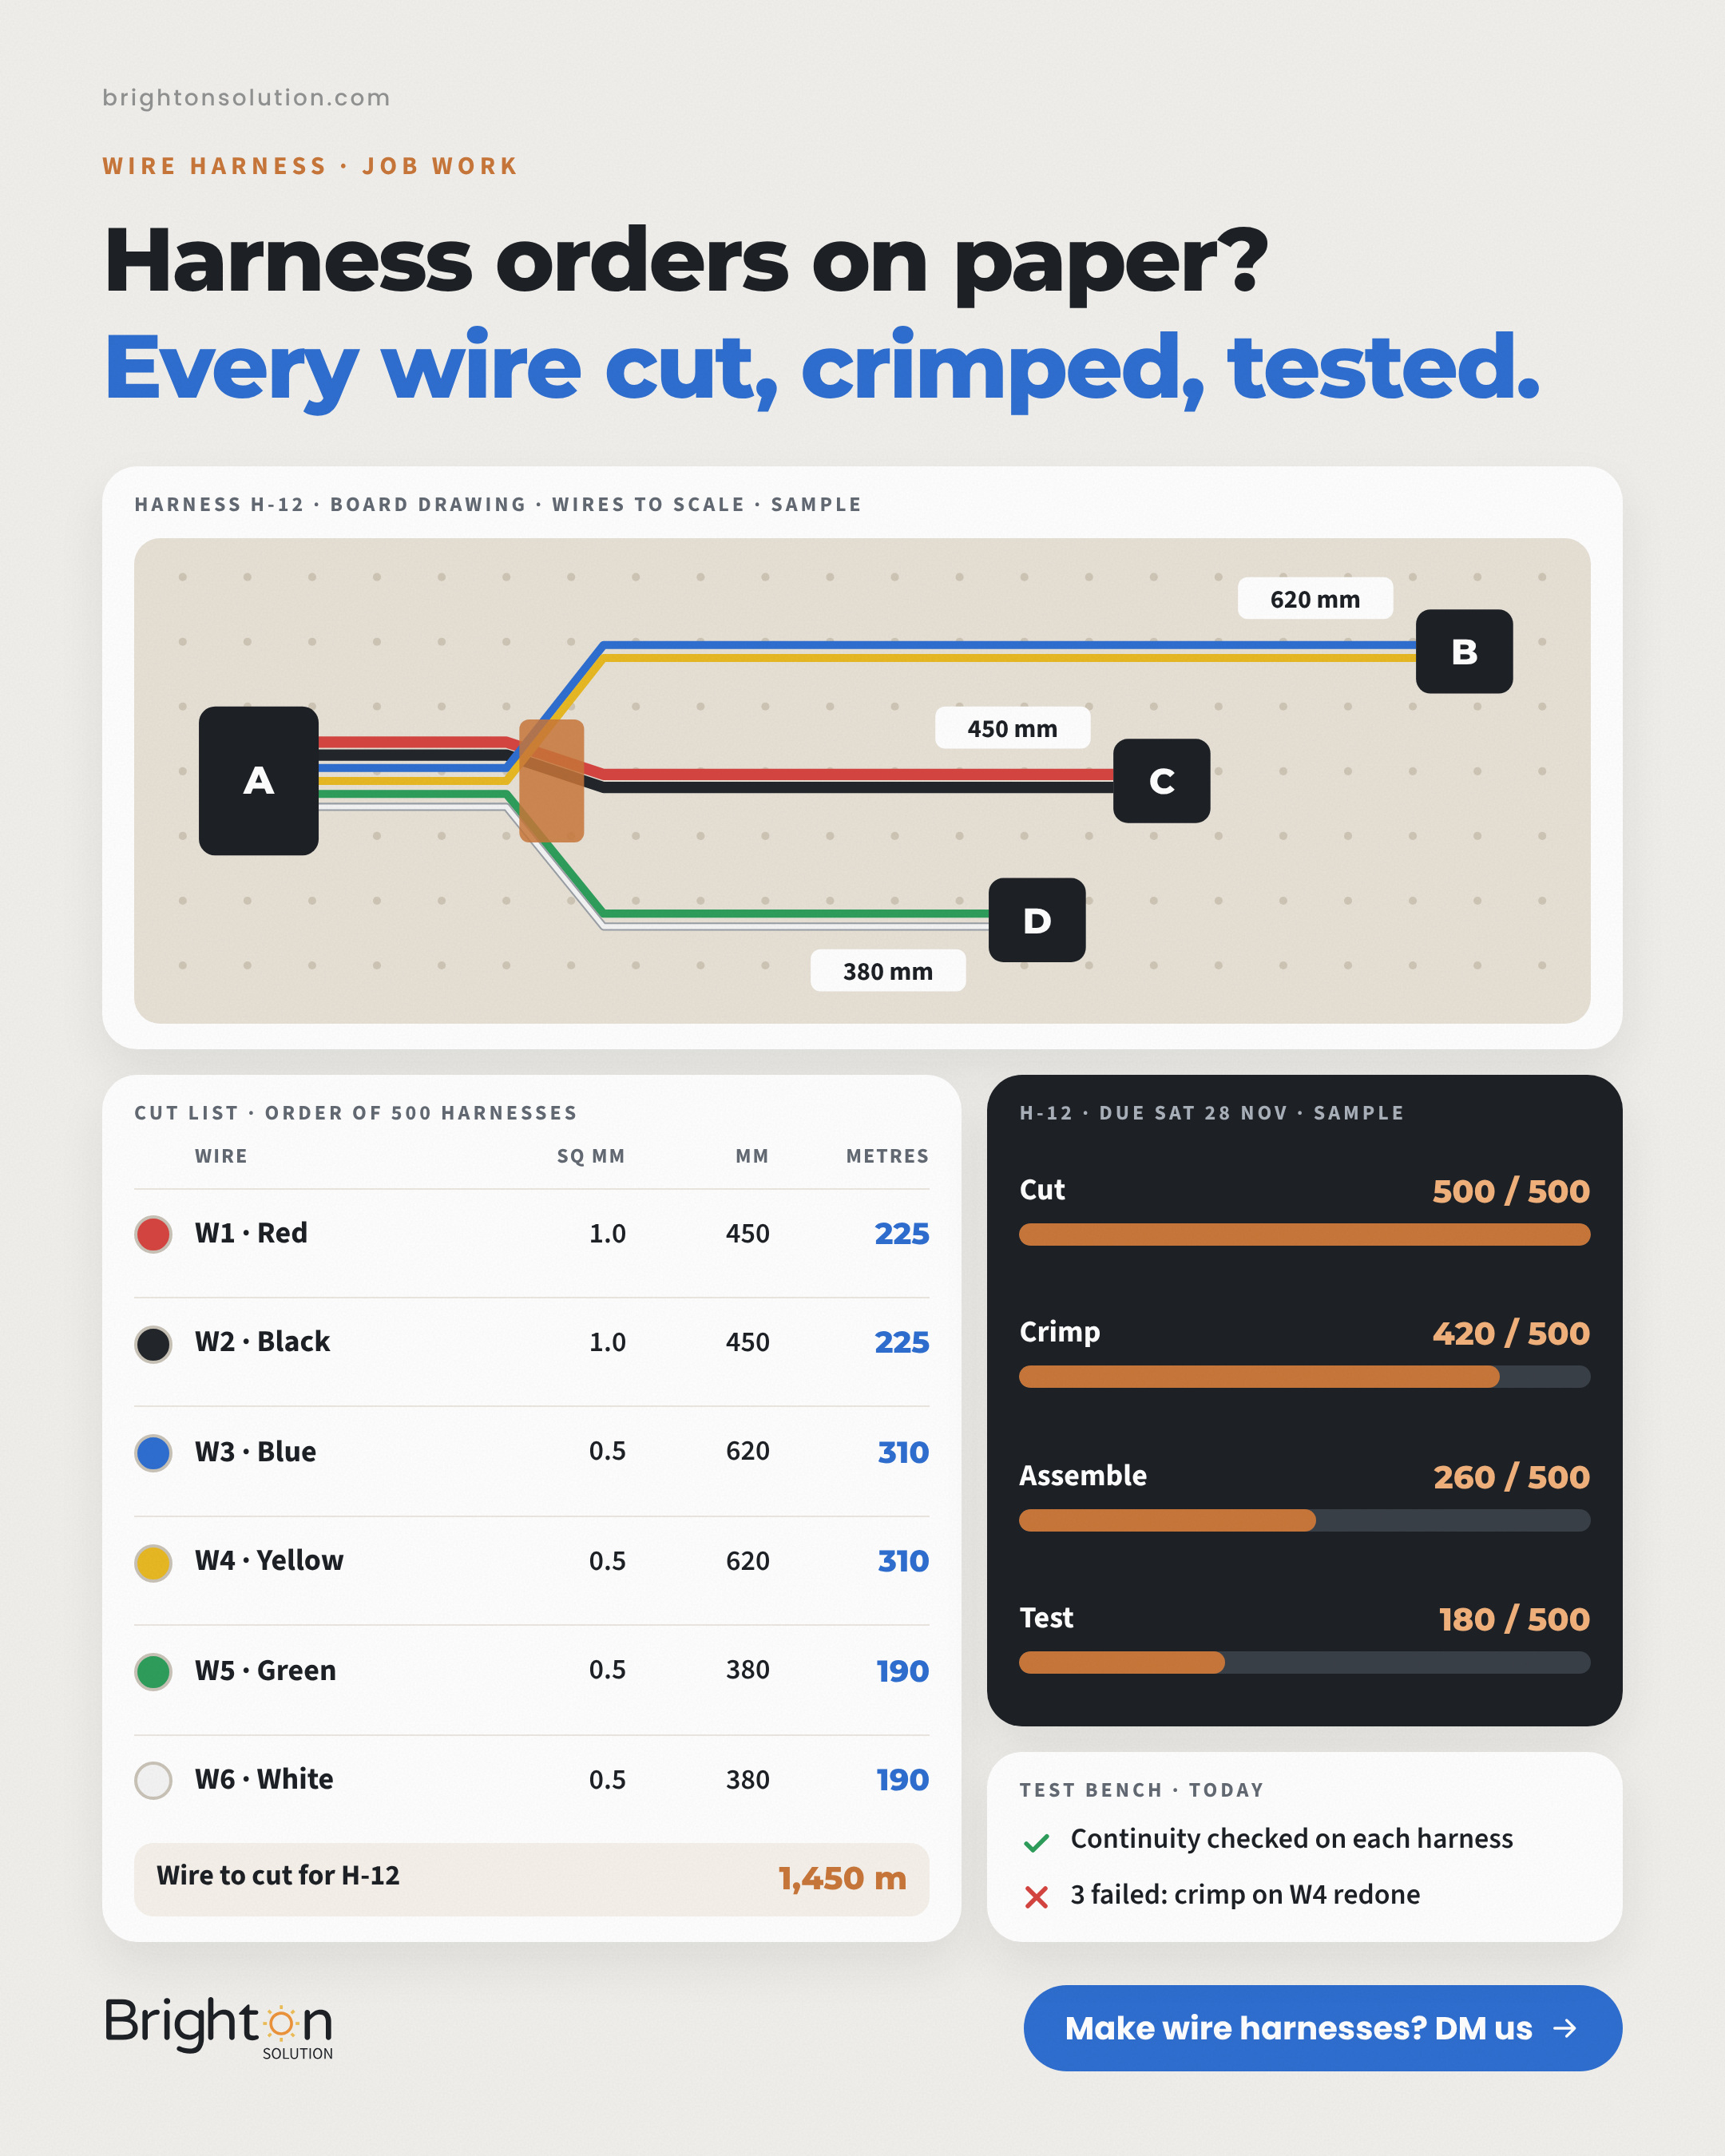 brightonsolution.com
WIRE HARNESS · JOB WORK
Harness orders on paper?
Every wire cut, crimped, tested.
HARNESS H-12 · BOARD DRAWING · WIRES TO SCALE · SAMPLE
620 mm
B
450 mm
A
C
D
380 mm
CUT LIST · ORDER OF 500 HARNESSES
WIRE SQ MM MM METRES
W1 · Red 1.0 450 225
W2 · Black 1.0 450 225
W3 · Blue 0.5 620 310
W4 · Yellow 0.5 620 310
W5 · Green 0.5 380 190
W6 · White 0.5 380 190
Wire to cut for H-12 1,450 m
H-12 · DUE SAT 28 NOV · SAMPLE
Cut 500 / 500
Crimp 420 / 500
Assemble 260 / 500
Test 180 / 500
TEST BENCH · TODAY
Continuity checked on each harness
3 failed: crimp on W4 redone
Brighton
SOLUTION
Make wire harnesses? DM us →